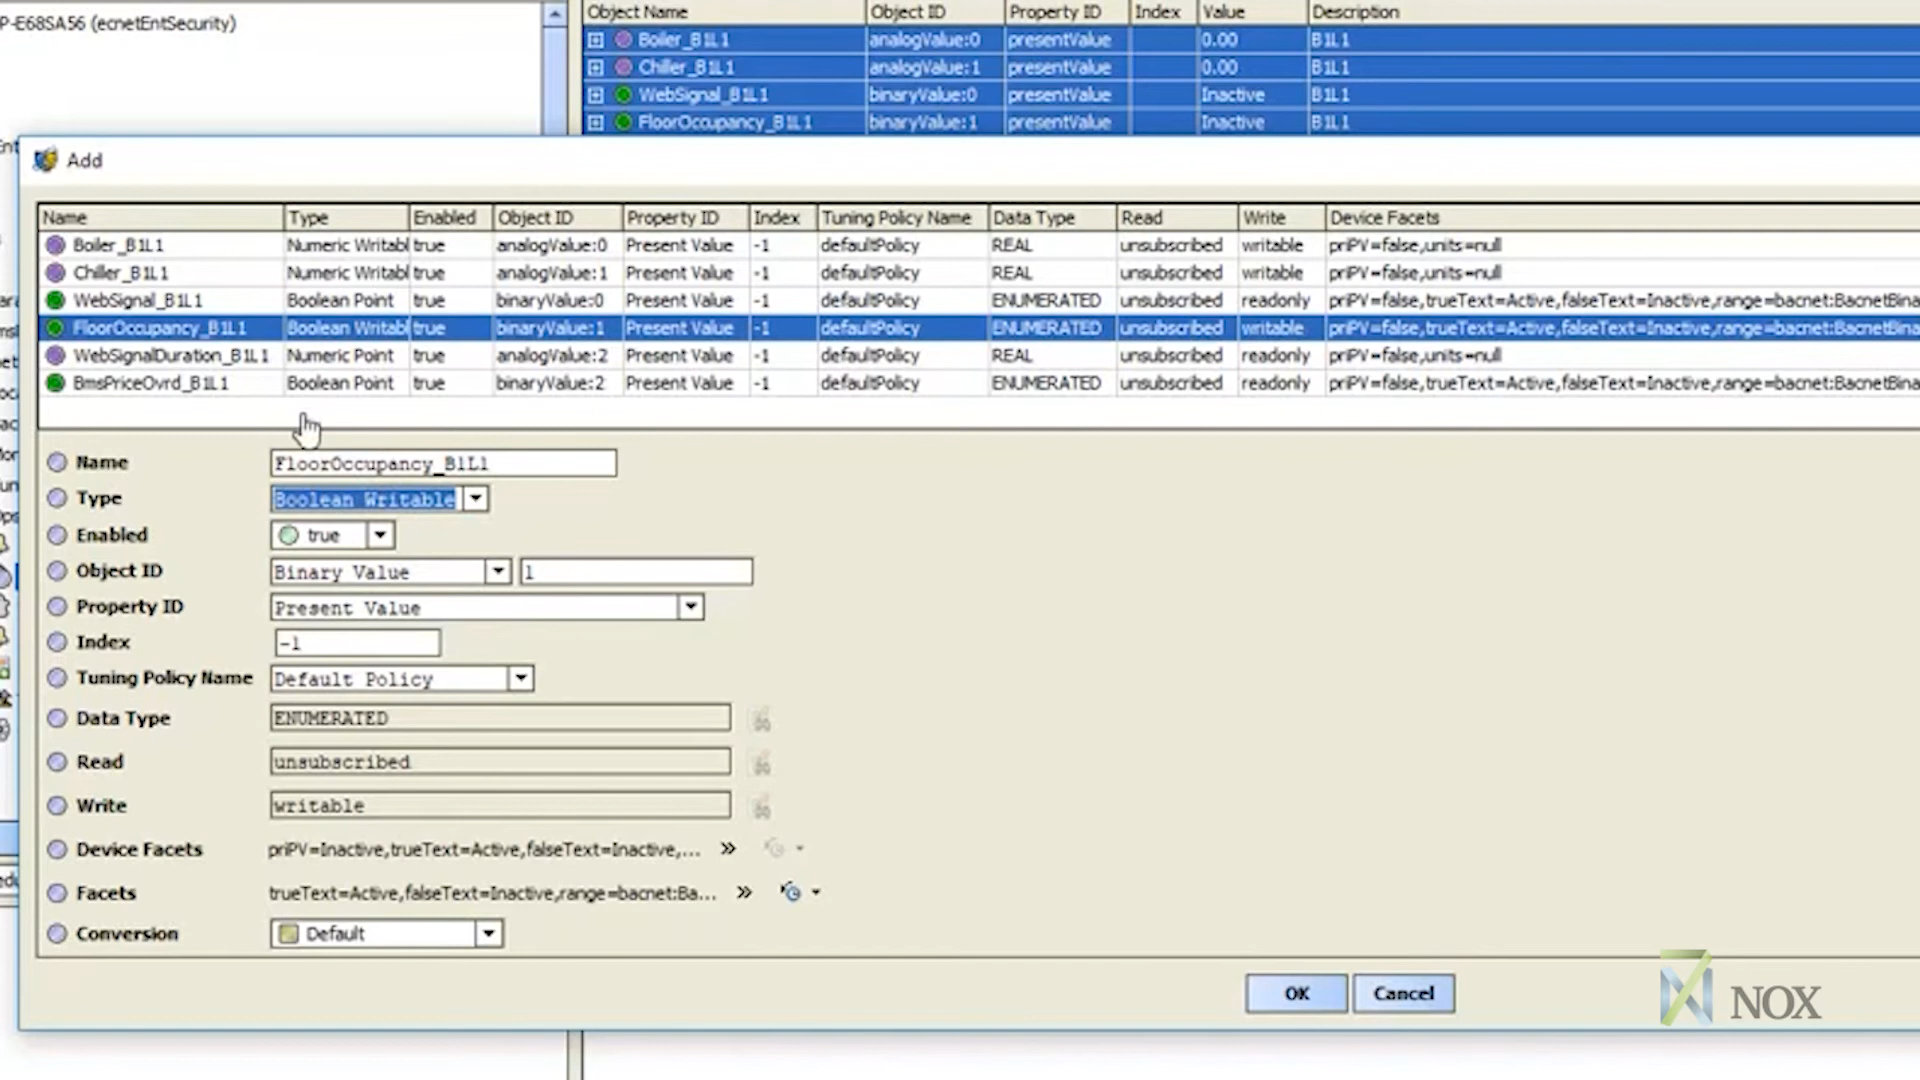 P-E68SA56 (ecnetEntSecurity)
Object Name Object ID Property ID Index Value Description
Boiler_B1L1 analogValue:0 presentValue 0.00 B1L1
Chiller_B1L1 analogValue:1 presentValue 0.00 B1L1
WebSignal_B1L1 binaryValue:0 presentValue Inactive B1L1
FloorOccupancy_B1L1 binaryValue:1 presentValue Inactive B1L1
Add
Name Type Enabled Object ID Property ID Index Tuning Policy Name Data Type Read Write Device Facets
Boiler_B1L1 Numeric Writabl true analogValue:0 Present Value -1 defaultPolicy REAL unsubscribed writable priPV=false,units=null
Chiller_B1L1 Numeric Writabl true analogValue:1 Present Value -1 defaultPolicy REAL unsubscribed writable priPV=false,units=null
WebSignal_B1L1 Boolean Point true binaryValue:0 Present Value -1 defaultPolicy ENUMERATED unsubscribed readonly priPV=false,trueText=Active,falseText=Inactive,range=bacnet:BacnetBina
FloorOccupancy_B1L1 Boolean Writabl true binaryValue:1 Present Value -1 defaultPolicy ENUMERATED unsubscribed writable priPV=false,trueText=Active,falseText=Inactive,range=bacnet:BacnetBina
WebSignalDuration_B1L1 Numeric Point true analogValue:2 Present Value -1 defaultPolicy REAL unsubscribed readonly priPV=false,units=null
BmsPriceOvrd_B1L1 Boolean Point true binaryValue:2 Present Value -1 defaultPolicy ENUMERATED unsubscribed readonly priPV=false,trueText=Active,falseText=Inactive,range=bacnet:BacnetBina
Name FloorOccupancy_B1L1
Type Boolean Writable
Enabled true
Object ID Binary Value 1
Property ID Present Value
Index -1
Tuning Policy Name Default Policy
Data Type ENUMERATED
Read unsubscribed
Write writable
Device Facets priPV=Inactive,trueText=Active,falseText=Inactive,... »
Facets trueText=Active,falseText=Inactive,range=bacnet:Ba... »
Conversion Default
OK Cancel
NOX